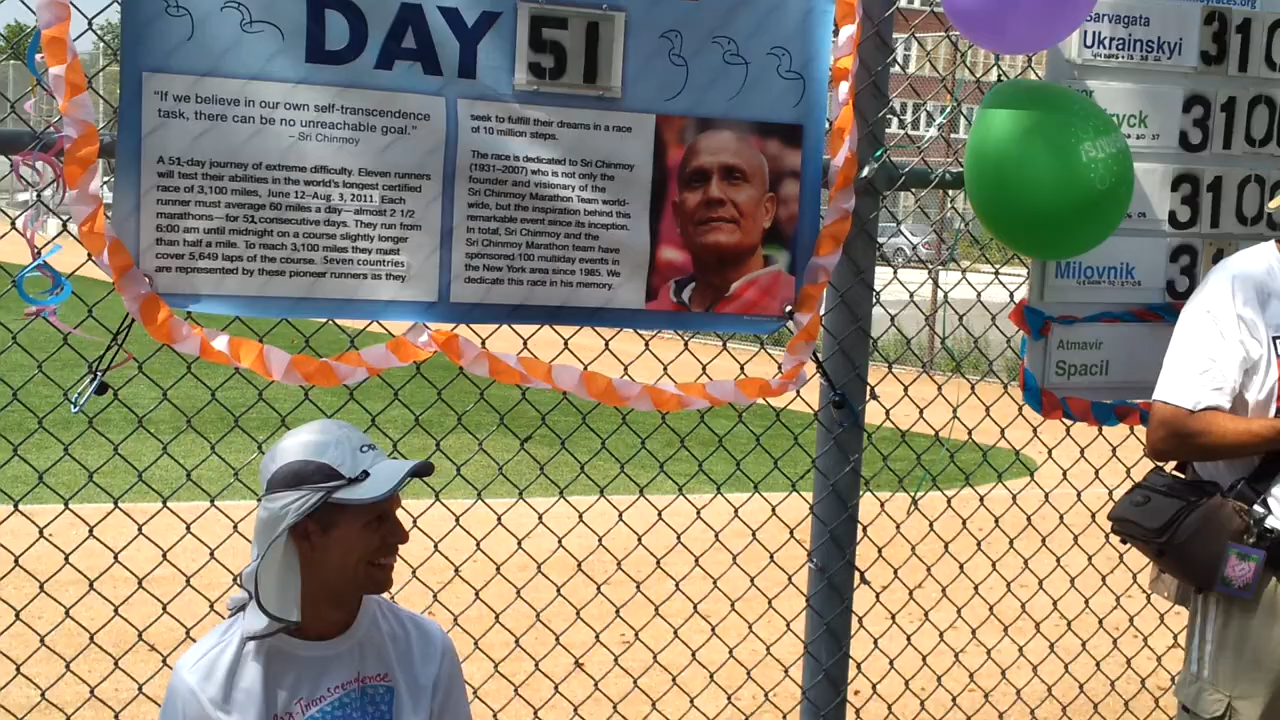 DAY 51
"If we believe in our own self-transcendence
task, there can be no unreachable goal."
– Sri Chinmoy
A 51-day journey of extreme difficulty. Eleven runners
will test their abilities in the world's longest certified
race of 3,100 miles, June 12–Aug. 3, 2011. Each
runner must average 60 miles a day—almost 2 1/2
marathons—for 51 consecutive days. They run from
6:00 am until midnight on a course slightly longer
than half a mile. To reach 3,100 miles they must
cover 5,649 laps of the course. Seven countries
are represented by these pioneer runners as they
seek to fulfill their dreams in a race
of 10 million steps.
The race is dedicated to Sri Chinmoy
(1931–2007) who is not only the
founder and visionary of the
Sri Chinmoy Marathon Team world-
wide, but the inspiration behind this
remarkable event since its inception.
In total, Sri Chinmoy and the
Sri Chinmoy Marathon team have
sponsored 100 multiday events in
the New York area since 1985. We
dedicate this race in his memory.
Sarvagata
Ukrainskyi
310
ryck
310
310
Milovnik
3
Atmavir
Spacil
OR
Transcendence